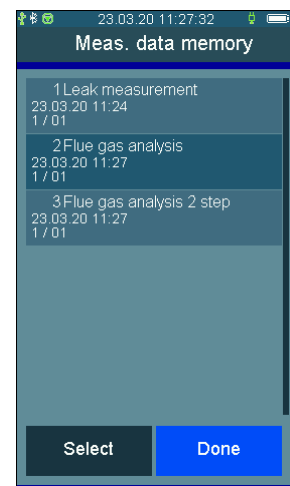 23.03.20 11:27:32
Meas. data memory
1 Leak measurement
23.03.20 11:24
1 / 01
2 Flue gas analysis
23.03.20 11:27
1 / 01
3 Flue gas analysis 2 step
23.03.20 11:27
1 / 01
Select Done